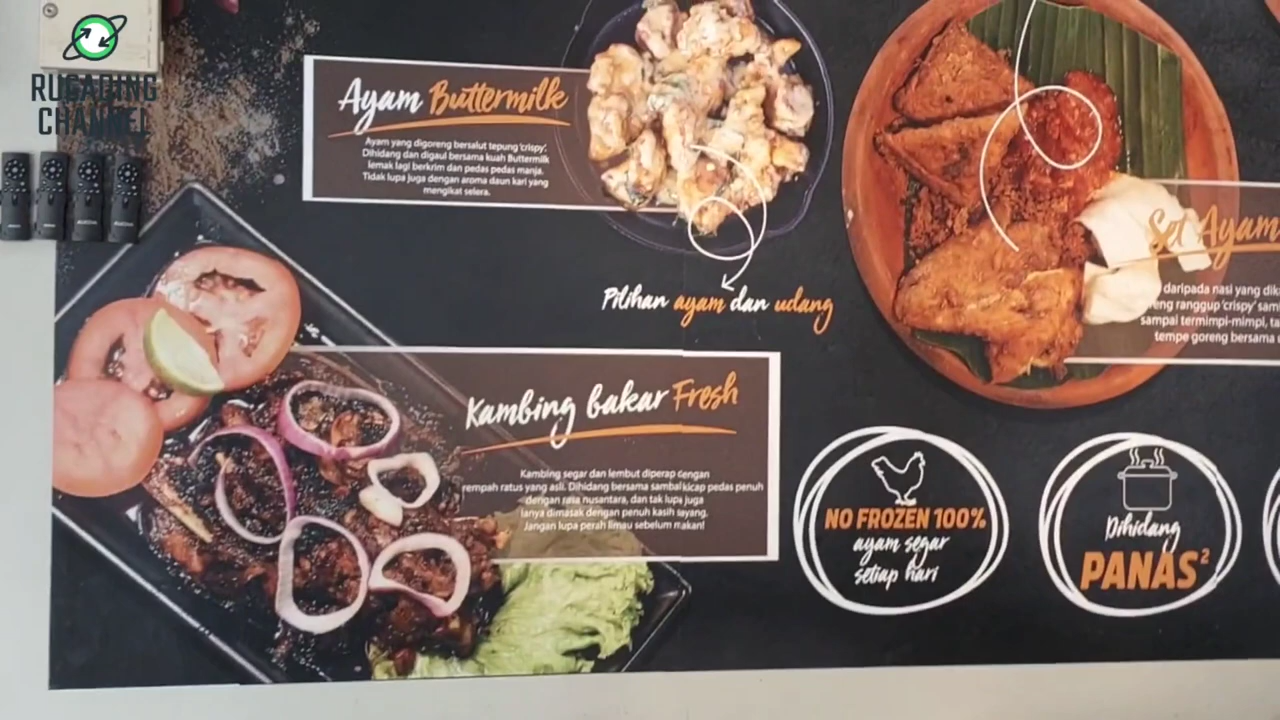 RUGADING
CHANNEL
Ayam Buttermilk
Ayam yang digoreng bersalut tepung 'crispy'.
Dihidang dan digaul bersama kuah Buttermilk
lemak lagi berkrim dan pedas pedas manja.
Tidak lupa juga dengan aroma daun kari yang
mengikat selera.
Pilihan ayam dan udang
Set Ayam
daripada nasi yang
ranggup 'crispy'
sampai termimpi-mimpi,
tempe goreng bersama
Kambing bakar Fresh
Kambing segar dan lembut diperap dengan
rempah ratus yang asli. Dihidang bersama sambal kicap pedas penuh
dengan rasa nusantara, dan tak lupa juga
ianya dimasak dengan penuh kasih sayang.
Jangan lupa perah limau sebelum makan!
NO FROZEN 100%
ayam segar
setiap hari
Dihidang
PANAS²